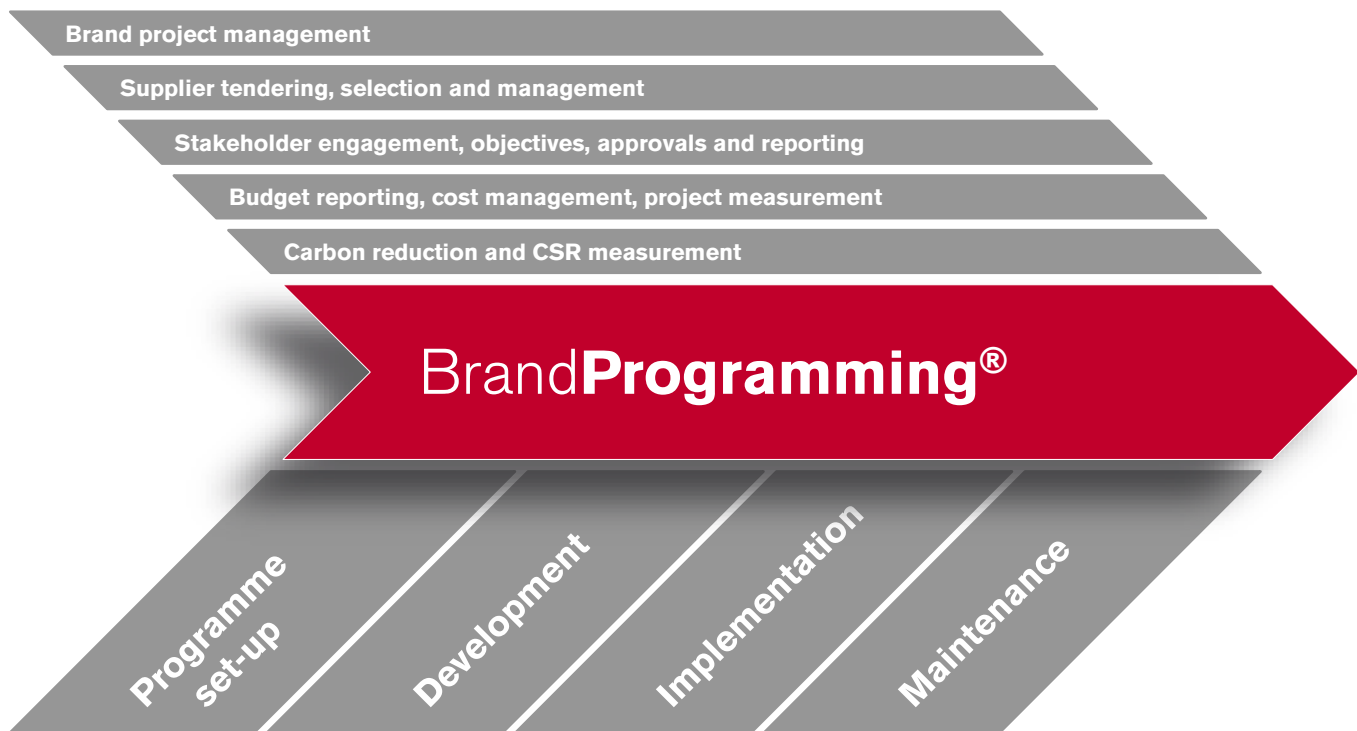 Brand project management
Supplier tendering, selection and management
Stakeholder engagement, objectives, approvals and reporting
Budget reporting, cost management, project measurement
Carbon reduction and CSR measurement
BrandProgramming®
Programme
set-up
Development
Implementation
Maintenance